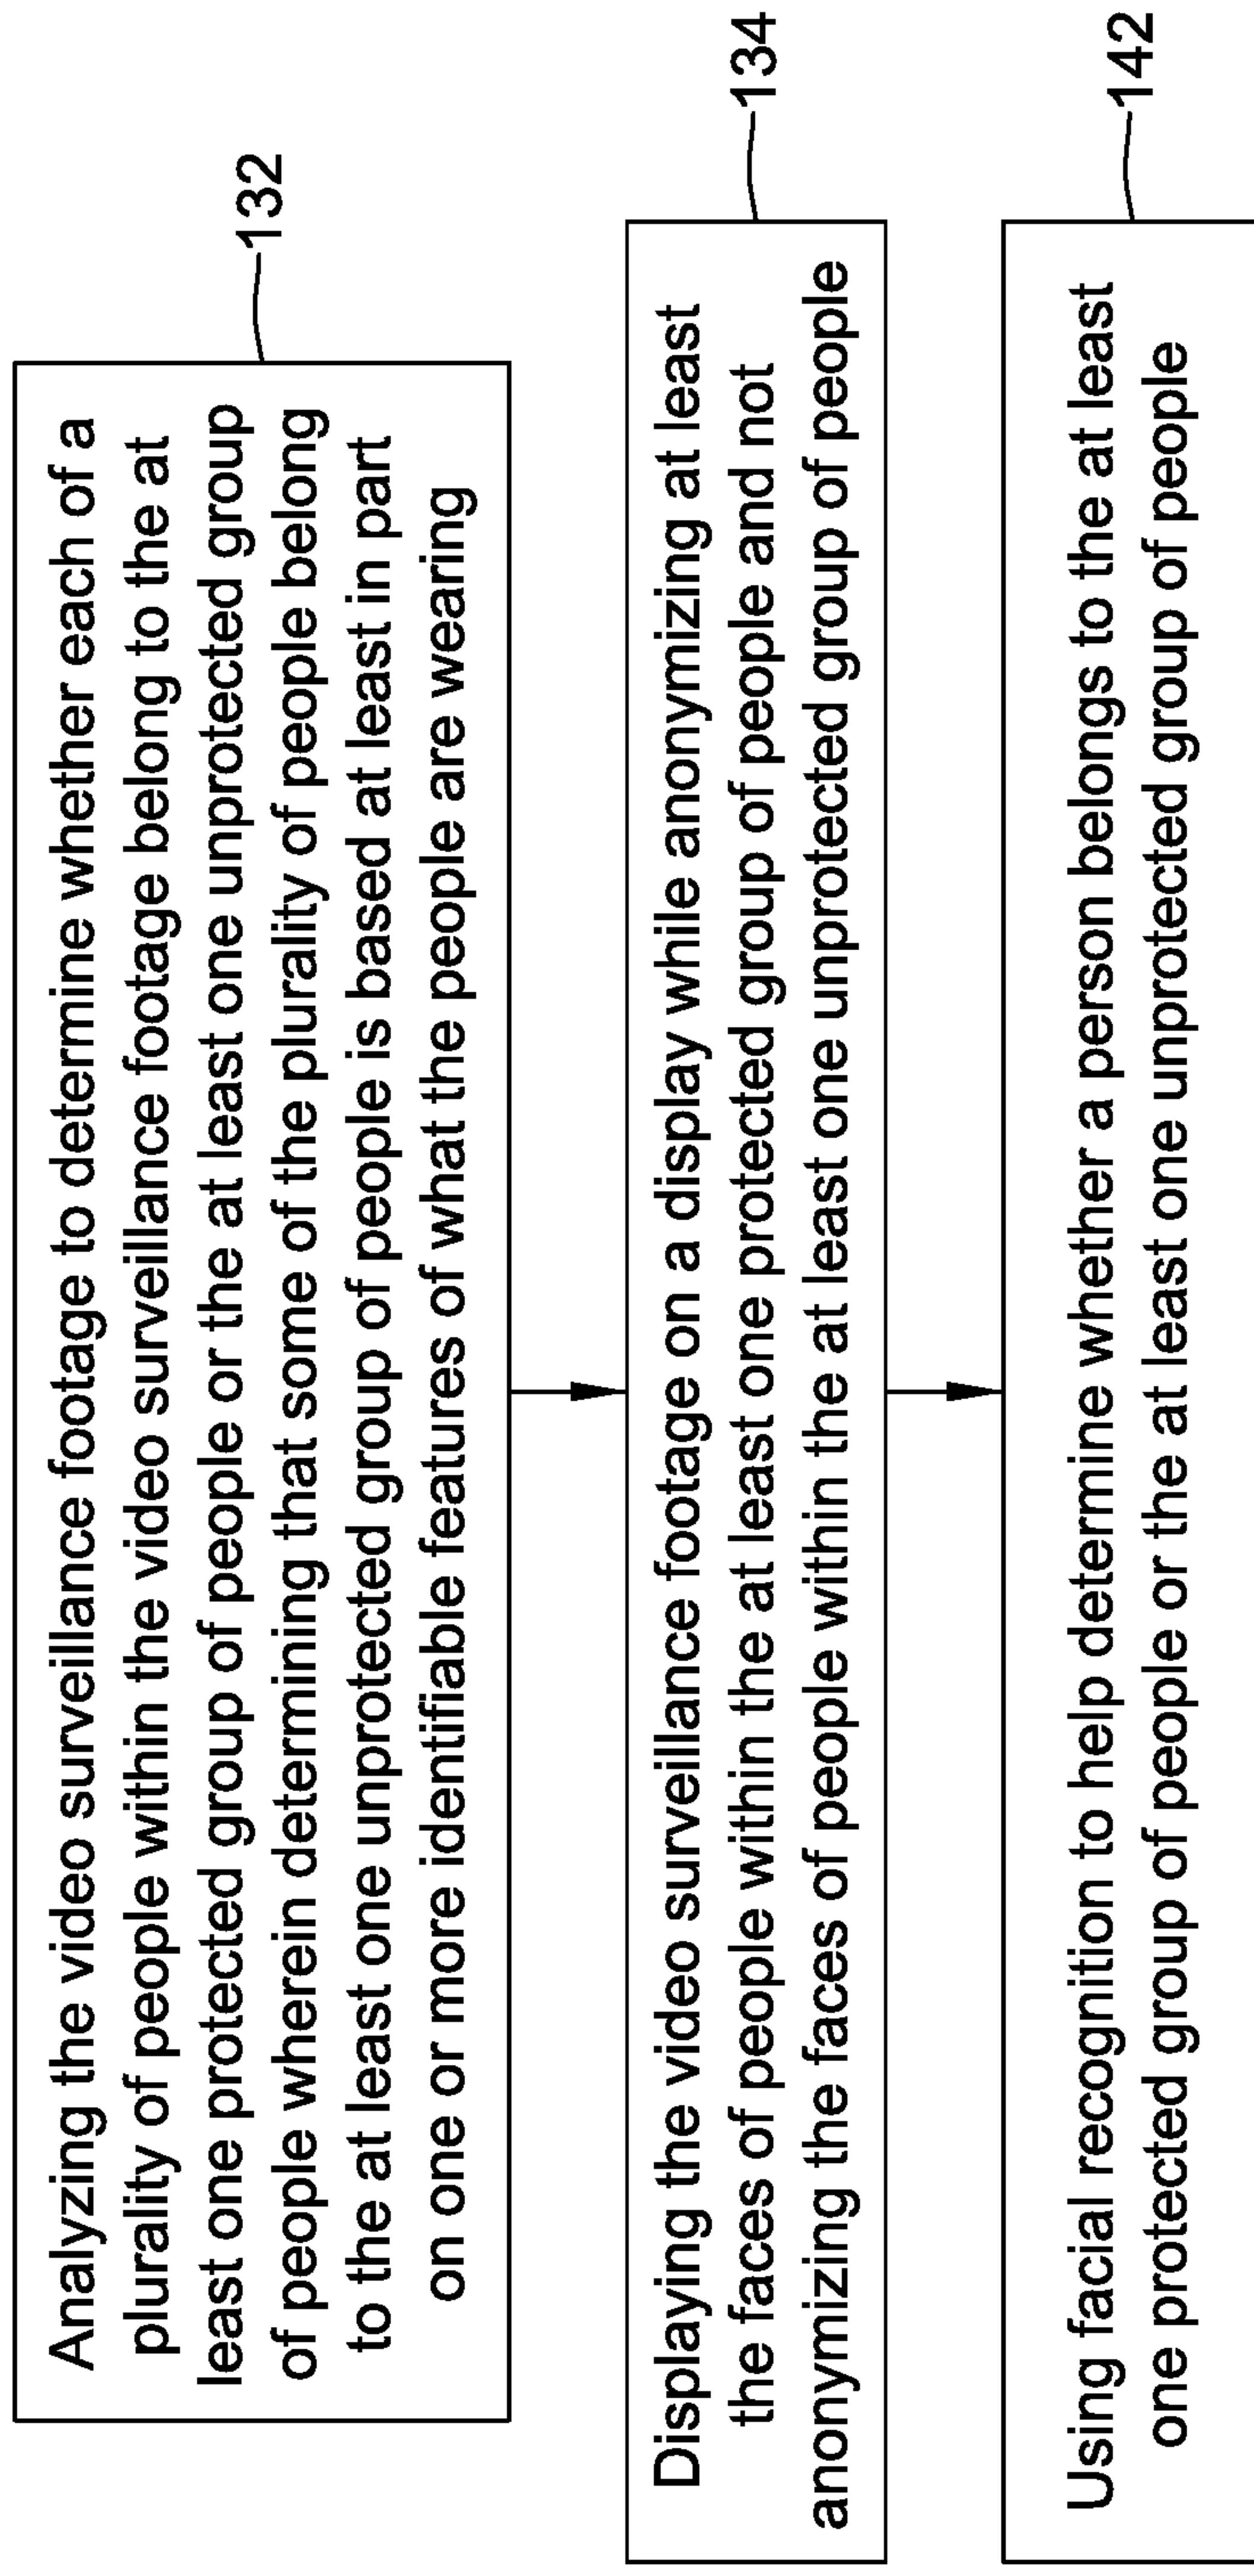 Analyzing the video surveillance footage to determine whether each of a
plurality of people within the video surveillance footage belong to the at
least one protected group of people or the at least one unprotected group
of people wherein determining that some of the plurality of people belong
to the at least one unprotected group of people is based at least in part
on one or more identifiable features of what the people are wearing
132
Displaying the video surveillance footage on a display while anonymizing at least
the faces of people within the at least one protected group of people and not
anonymizing the faces of people within the at least one unprotected group of people
134
Using facial recognition to help determine whether a person belongs to the at least
one protected group of people or the at least one unprotected group of people
142